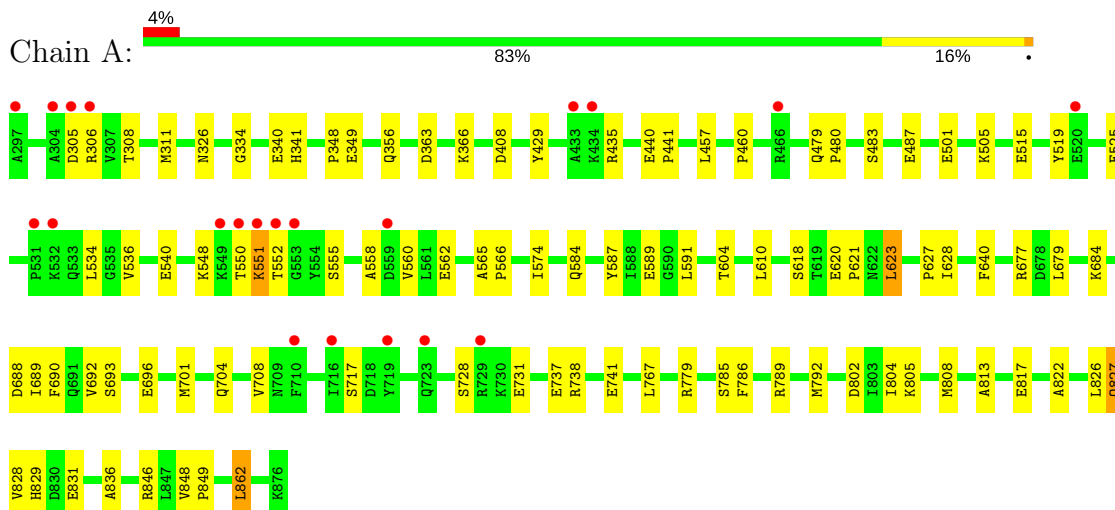 4%
Chain A:
83% 16% •
A297 A304 D305 R306 V307 T308 M311 N326 G334 E340 H341 P348 E349 Q356 D363 K366 D408 Y429 A433 K434 R435 E440 P441 L457 P460 R466 Q479 P480 S483 E487 E501 K505 E515 Y519 E520
P531 K532 Q533 L534 G535 V536 E540 K548 K549 T550 K551 T552 G553 Y554 S555 A558 D559 V560 L561 E562 A565 P566 I574 Q584 Y587 I588 E589 G590 L591 T604 L610 S618 T619 E620 P621 N622 L623 P627 I628 F640 R677 D678 L679 K684
D688 I689 F690 Q691 V692 S693 E696 M701 Q704 V708 N709 F710 I716 S717 D718 Y719 Q723 S728 R729 K730 E731 E737 R738 E741 L767 R779 S785 F786 R789 M792 D802 I803 I804 K805 M808 A813 E817 A822 L826
V828 H829 D830 E831 A836 R846 L847 V848 P849 L862 K876